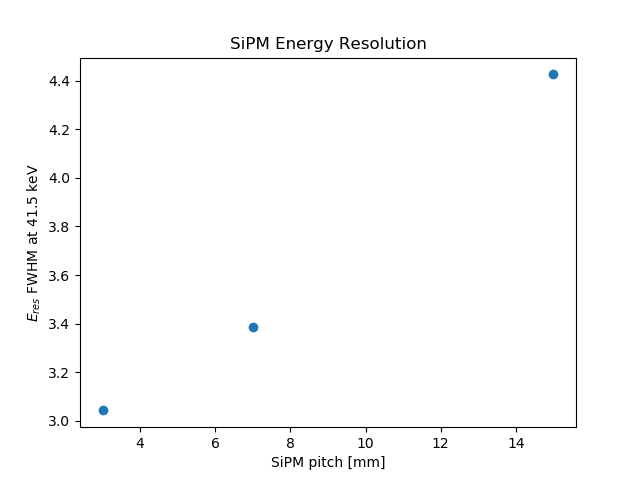 SiPM Energy Resolution
E_res FWHM at 41.5 keV
4.4
4.2
4.0
3.8
3.6
3.4
3.2
3.0
4 6 8 10 12 14
SiPM pitch [mm]